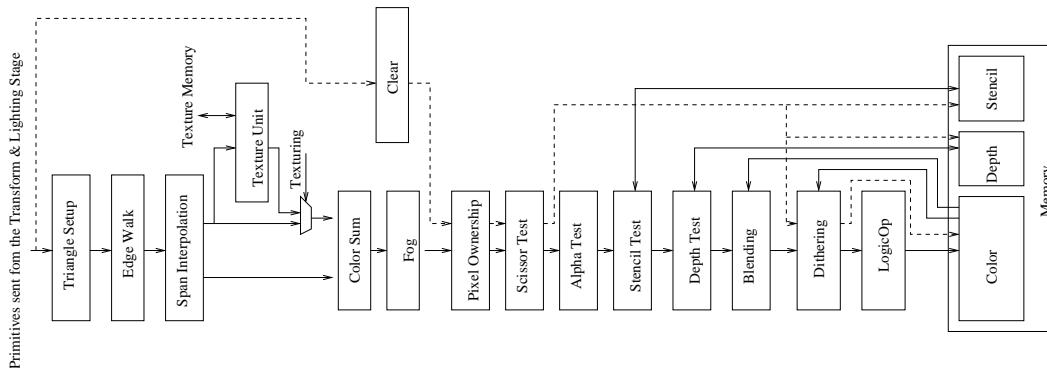 Primitives sent fom the Transform & Lighting Stage
Triangle Setup
Edge Walk
Span Interpolation
Texture Memory
Texture Unit
Texturing
Clear
Color Sum
Fog
Pixel Ownership
Scissor Test
Alpha Test
Stencil Test
Depth Test
Blending
Dithering
LogicOp
Stencil
Depth
Color
Memory